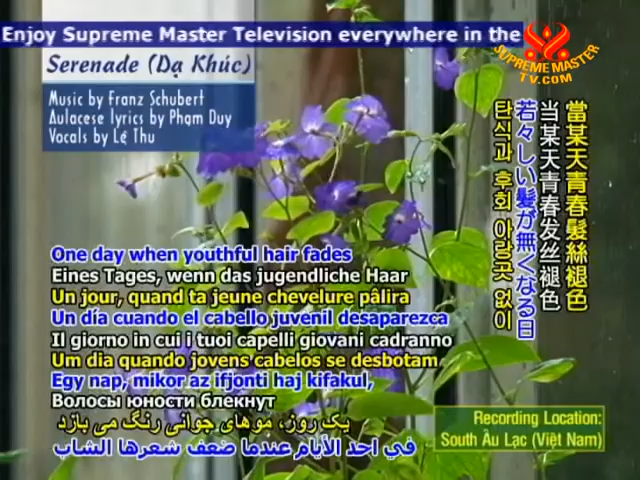 Enjoy Supreme Master Television everywhere in the
SUPREME MASTER
TV.COM
Serenade (Dạ Khúc)
Music by Franz Schubert
Aulacese lyrics by Phạm Duy
Vocals by Lệ Thu
當某天青春髮絲褪色
当某天青春发丝褪色
若々しい髪が無くなる日
탄식과 후회 아랑곳 없이
One day when youthful hair fades
Eines Tages, wenn das jugendliche Haar
Un jour, quand ta jeune chevelure pâlira
Un día cuando el cabello juvenil desaparezca
Il giorno in cui i tuoi capelli giovani cadranno
Um dia quando jovens cabelos se desbotam
Egy nap, mikor az ifjonti haj kifakul,
Волосы юности блекнут
یک روز، موهای جوانی رنگ می بازد
في احد الأيام عندما ضعف شعرها الشاب
Recording Location:
South Âu Lạc (Việt Nam)